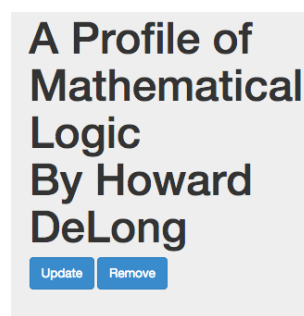 A Profile of
Mathematical
Logic
By Howard
DeLong
Update Remove